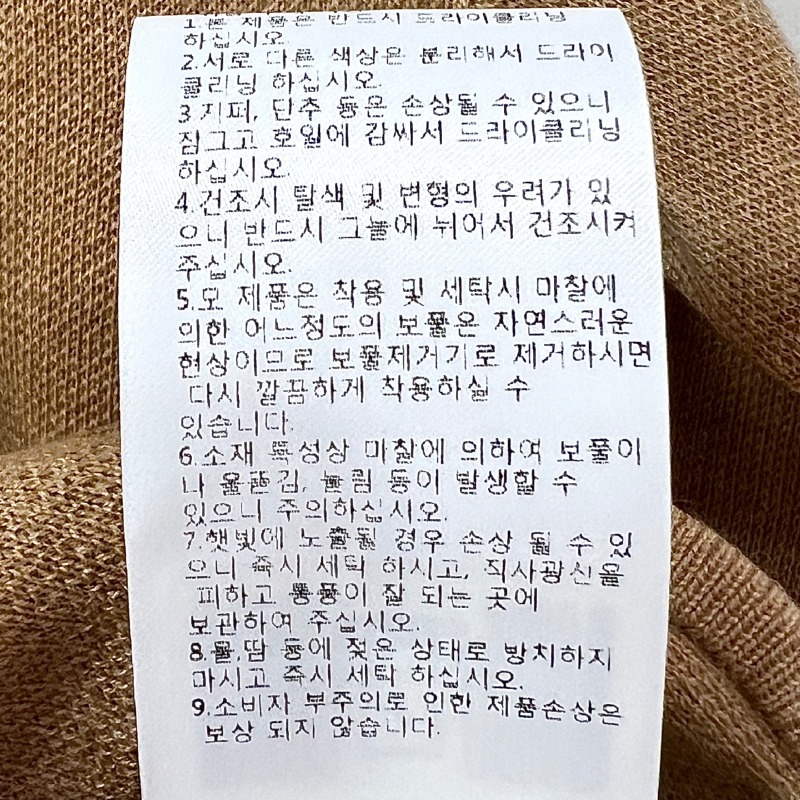 1.본 제품은 반드시 드라이클리닝
하십시오.
2.서로 다른 색상은 분리해서 드라이
클리닝 하십시오.
3.지퍼, 단추 등은 손상될 수 있으니
잠그고 호일에 감싸서 드라이클리닝
하십시오.
4.건조시 탈색 및 변형의 우려가 있
으니 반드시 그늘에 뉘어서 건조시켜
주십시오.
5.모 제품은 착용 및 세탁시 마찰에
의한 어느정도의 보풀은 자연스러운
현상이므로 보풀제거기로 제거하시면
다시 깔끔하게 착용하실 수
있습니다.
6.소재 특성상 마찰에 의하여 보풀이
나 올뜯김, 눌림 등이 발생할 수
있으니 주의하십시오.
7.햇빛에 노출될 경우 손상 될 수 있
으니 즉시 세탁 하시고, 직사광선을
피하고 통풍이 잘 되는 곳에
보관하여 주십시오.
8.물,땀 등에 젖은 상태로 방치하지
마시고 즉시 세탁 하십시오.
9.소비자 부주의로 인한 제품손상은
보상 되지 않습니다.